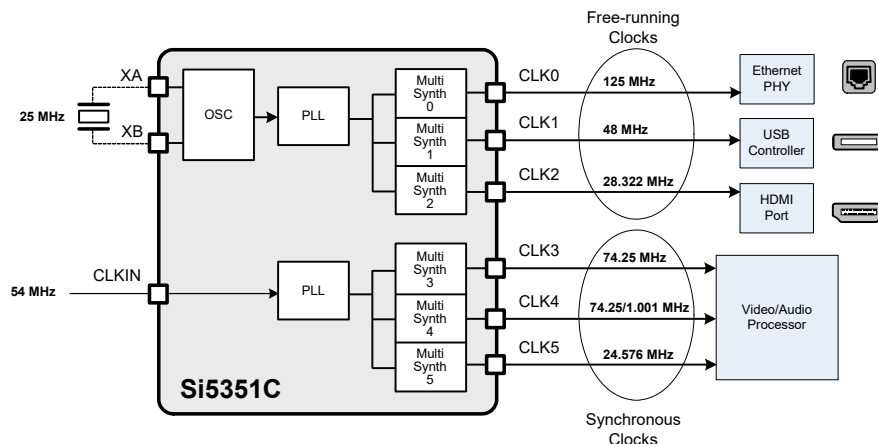 Free-running
Clocks
XA
25 MHz
XB
OSC
PLL
Multi
Synth
0
Multi
Synth
1
Multi
Synth
2
CLK0
125 MHz
Ethernet
PHY
CLK1
48 MHz
USB
Controller
CLK2
28.322 MHz
HDMI
Port
CLKIN
54 MHz
PLL
Multi
Synth
3
Multi
Synth
4
Multi
Synth
5
CLK3
74.25 MHz
CLK4
74.25/1.001 MHz
CLK5
24.576 MHz
Video/Audio
Processor
Si5351C
Synchronous
Clocks